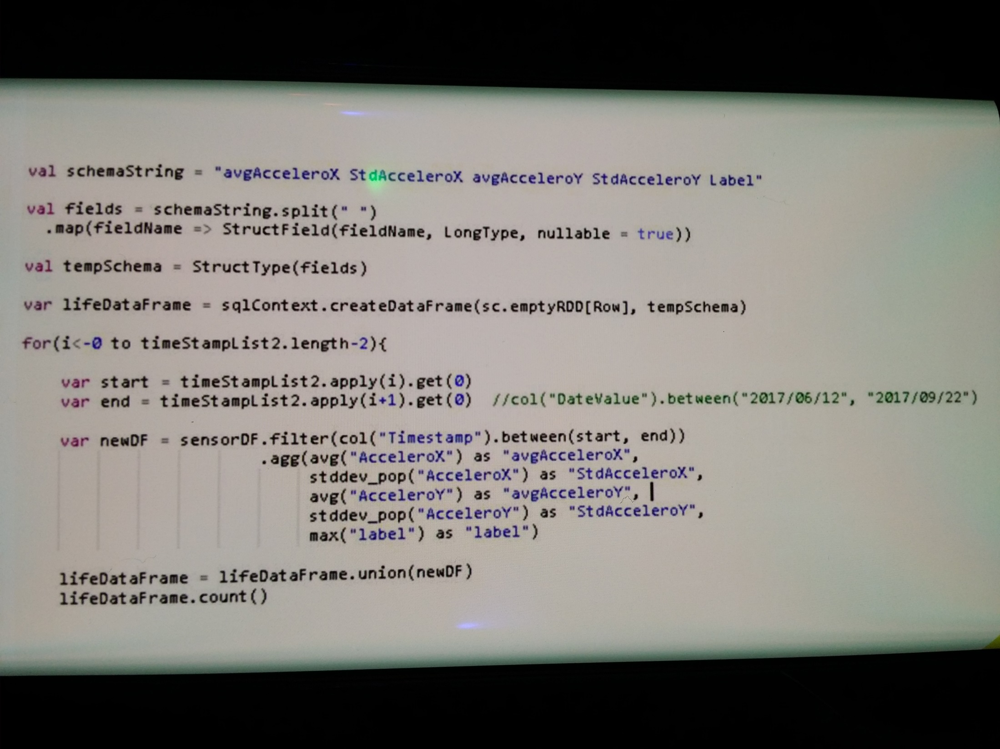 val schemaString = "avgAcceleroX StdAcceleroX avgAcceleroY StdAcceleroY Label"
val fields = schemaString.split(" ")
.map(fieldName => StructField(fieldName, LongType, nullable = true))
val tempSchema = StructType(fields)
var lifeDataFrame = sqlContext.createDataFrame(sc.emptyRDD[Row], tempSchema)
for(i<-0 to timeStampList2.length-2){
var start = timeStampList2.apply(i).get(0)
var end = timeStampList2.apply(i+1).get(0) //col("DateValue").between("2017/06/12", "2017/09/22")
var newDF = sensorDF.filter(col("Timestamp").between(start, end))
.agg(avg("AcceleroX") as "avgAcceleroX",
stddev_pop("AcceleroX") as "StdAcceleroX",
avg("AcceleroY") as "avgAcceleroY",
stddev_pop("AcceleroY") as "StdAcceleroY",
max("label") as "label")
lifeDataFrame = lifeDataFrame.union(newDF)
lifeDataFrame.count()